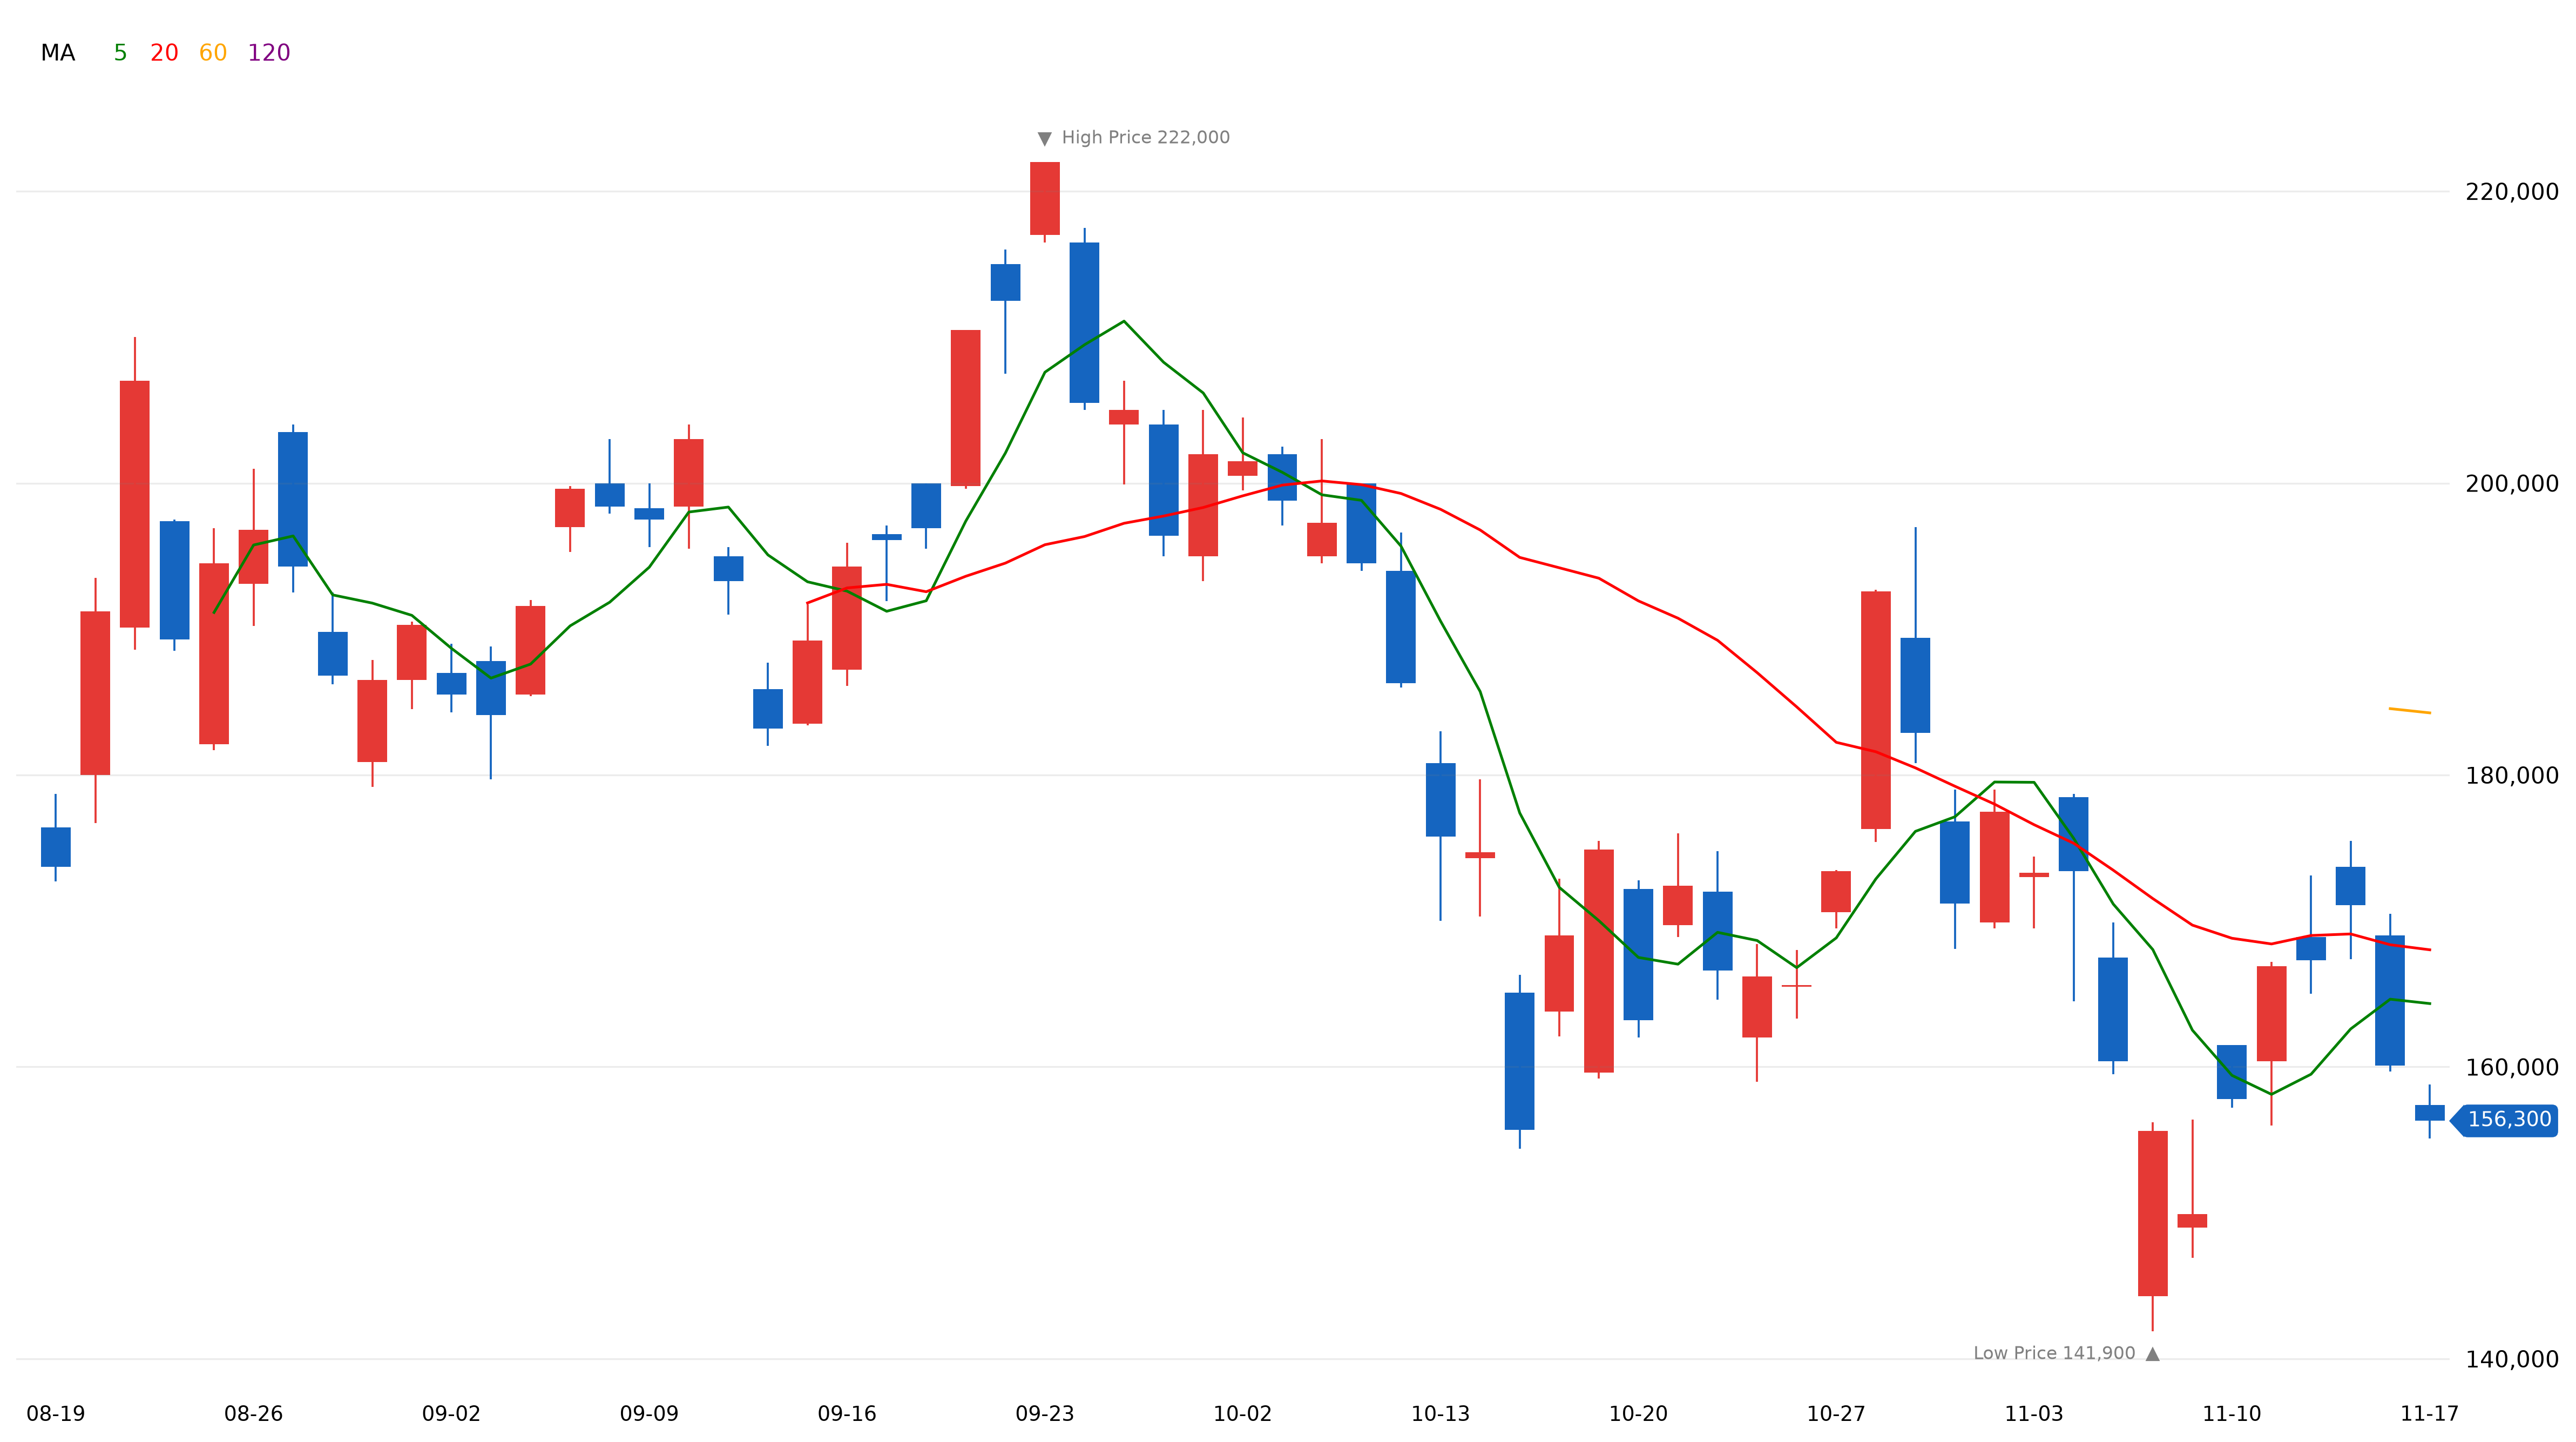 MA 5 20 60 120
▼ High Price 222,000
220,000
200,000
180,000
160,000
156,300
Low Price 141,900 ▲
140,000
08-19 08-26 09-02 09-09 09-16 09-23 10-02 10-13 10-20 10-27 11-03 11-10 11-17